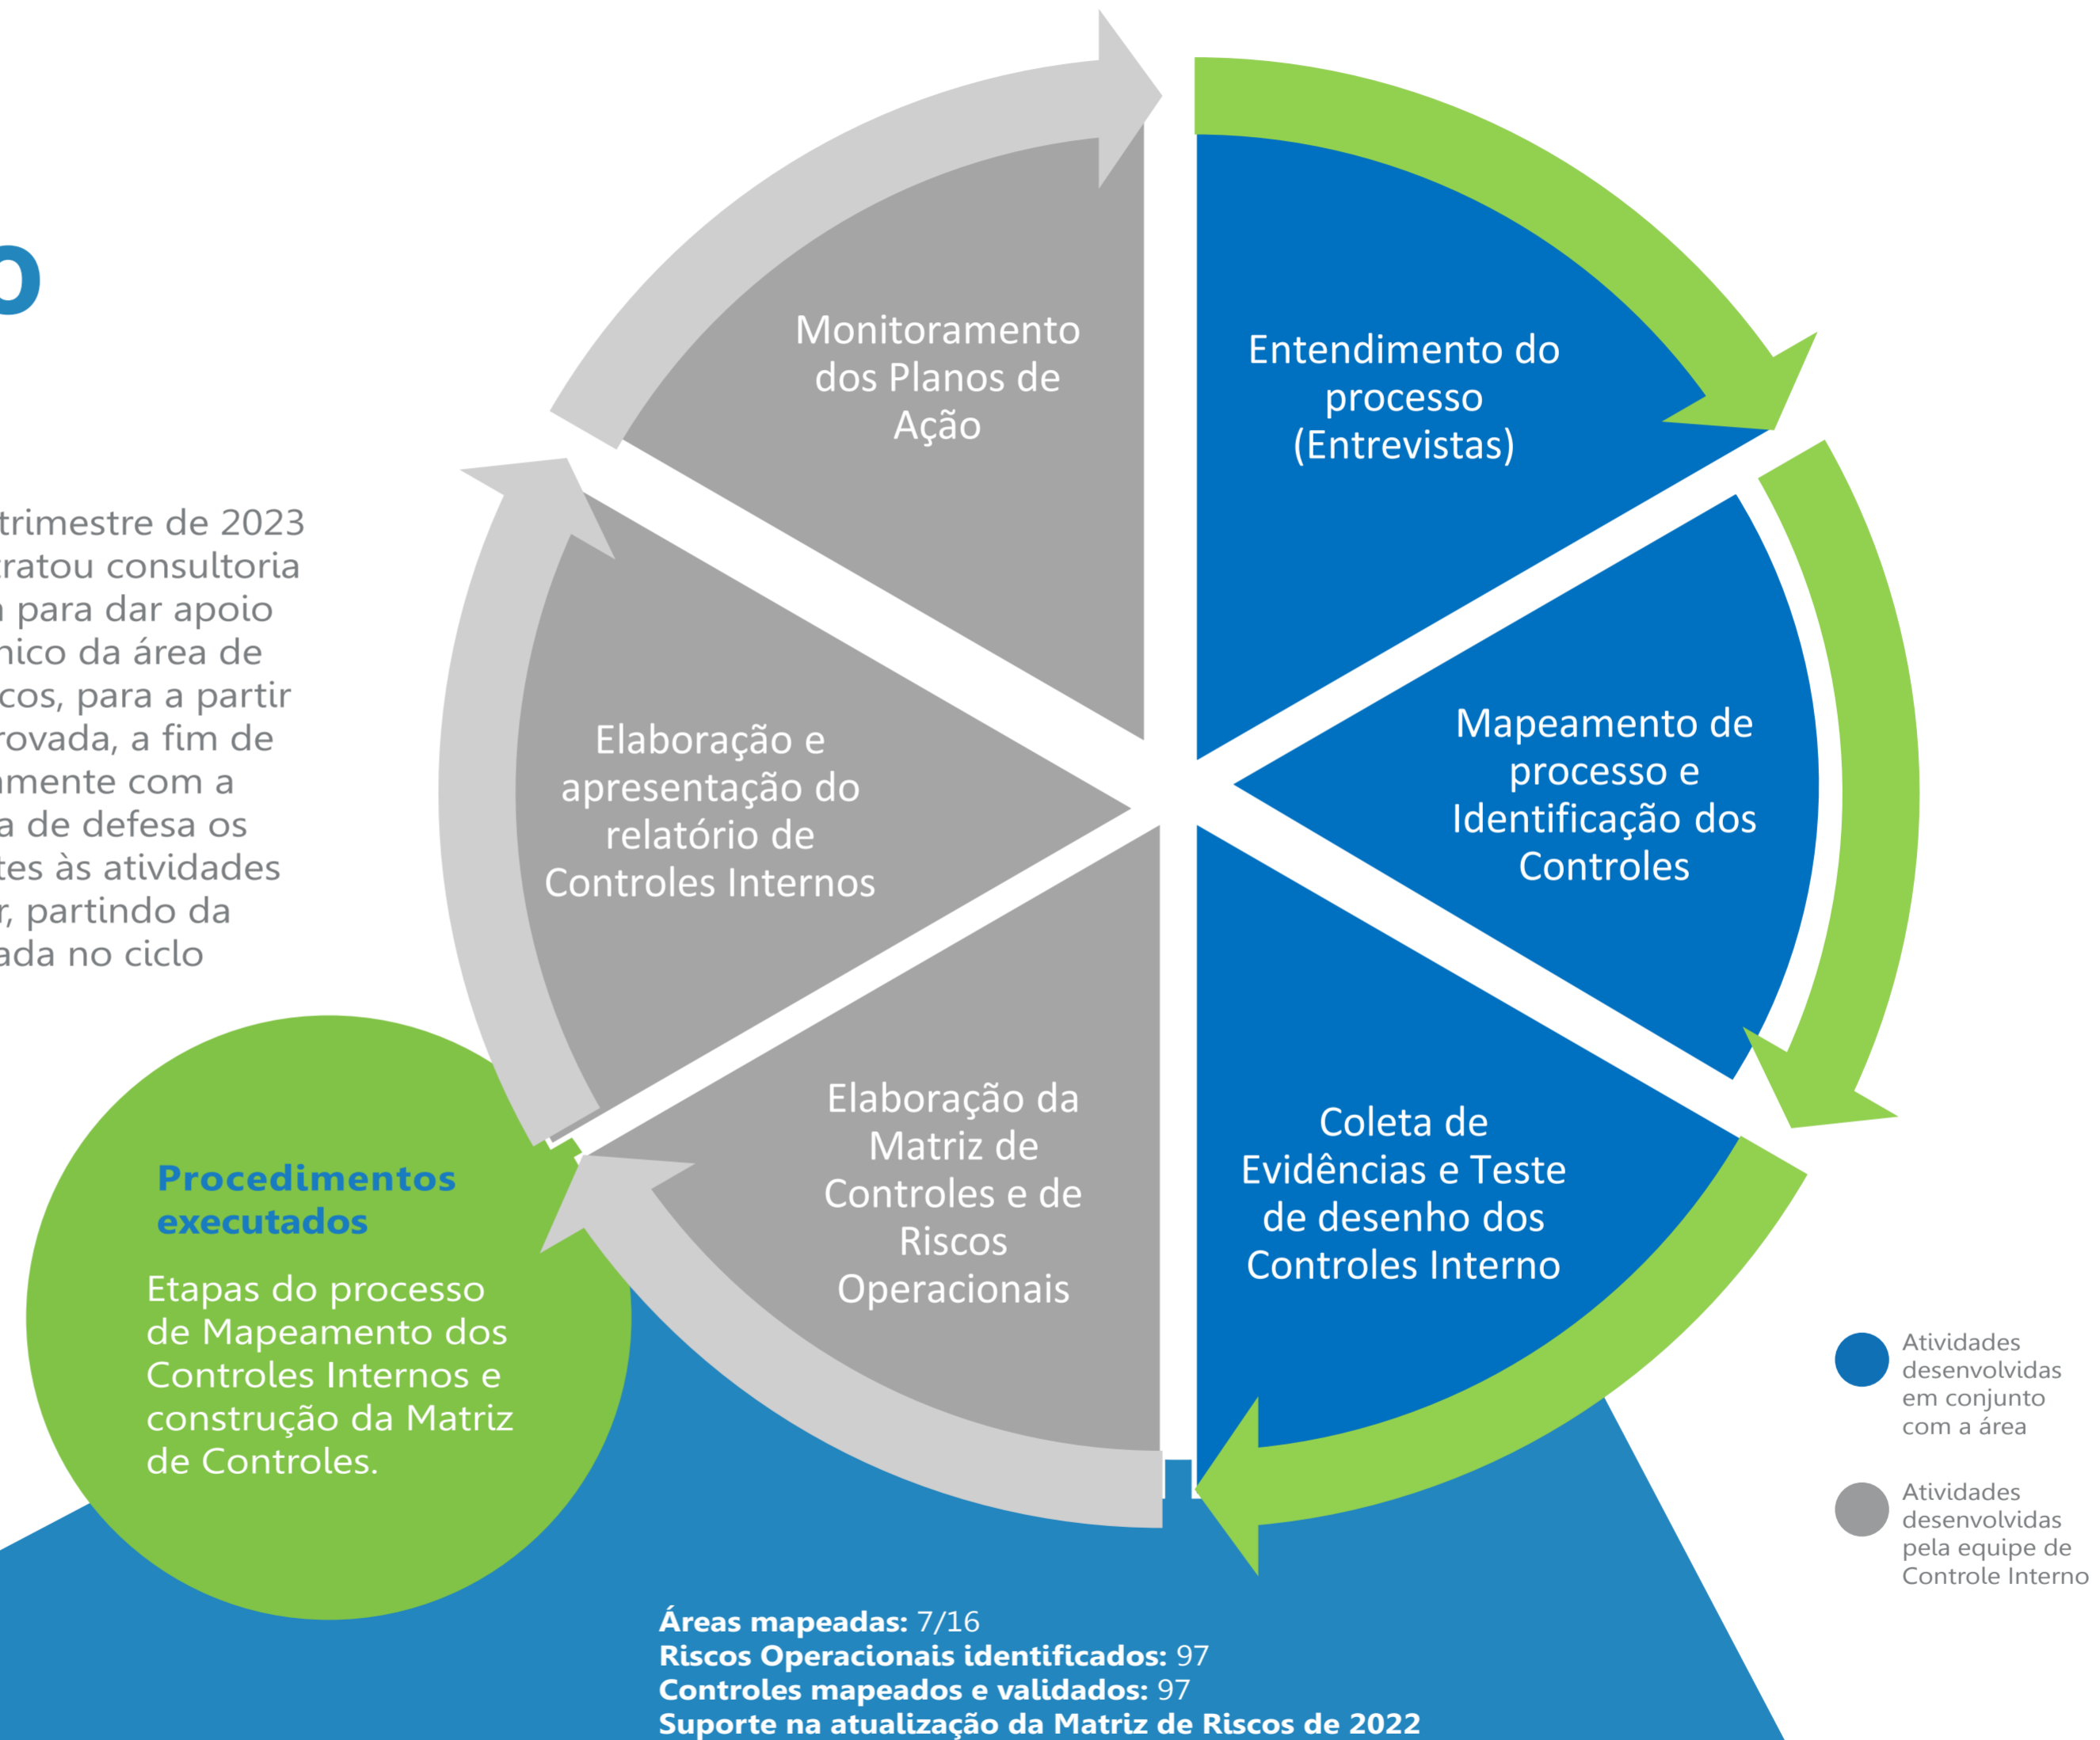 o
trimestre de 2023
tratou consultoria
para dar apoio
nico da área de
cos, para a partir
rovada, a fim de
amente com a
a de defesa os
tes às atividades
r, partindo da
ada no ciclo
Monitoramento
dos Planos de
Ação
Entendimento do
processo
(Entrevistas)
Mapeamento de
processo e
Identificação dos
Controles
Coleta de
Evidências e Teste
de desenho dos
Controles Interno
Elaboração da
Matriz de
Controles e de
Riscos
Operacionais
Elaboração e
apresentação do
relatório de
Controles Internos
Procedimentos
executados
Etapas do processo
de Mapeamento dos
Controles Internos e
construção da Matriz
de Controles.
Atividades
desenvolvidas
em conjunto
com a área
Atividades
desenvolvidas
pela equipe de
Controle Interno
Áreas mapeadas: 7/16
Riscos Operacionais identificados: 97
Controles mapeados e validados: 97
Suporte na atualização da Matriz de Riscos de 2022